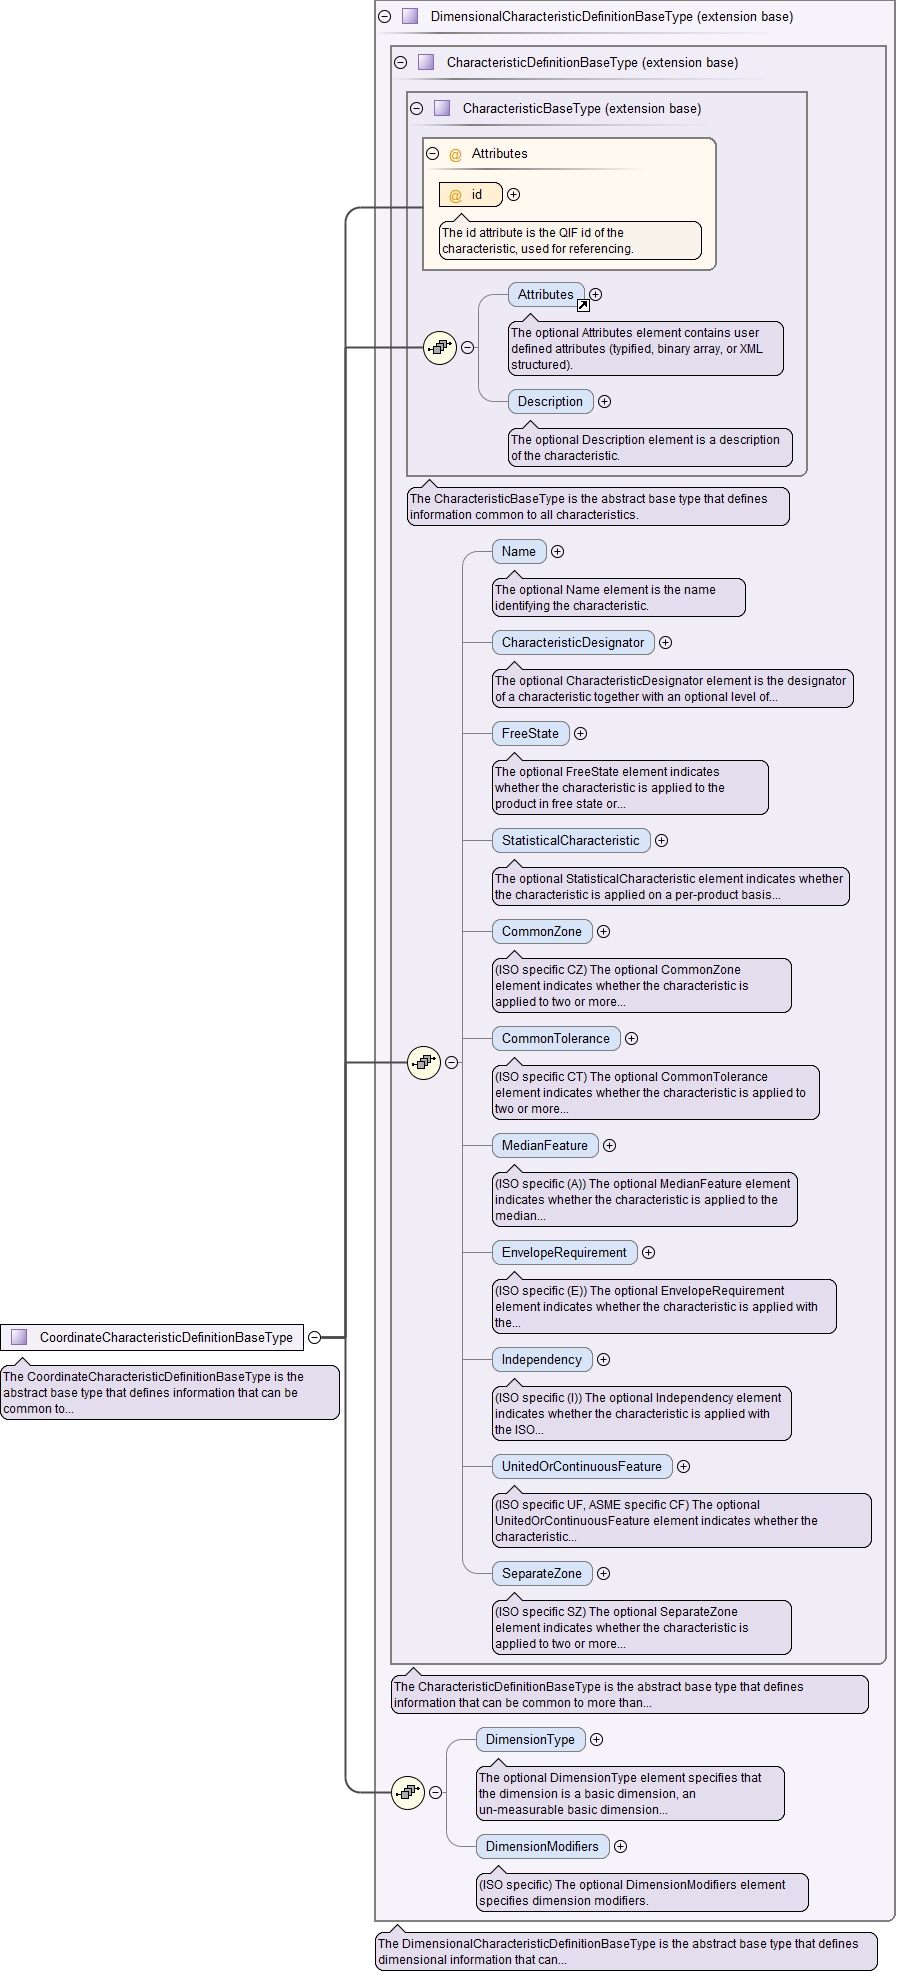 DimensionalCharacteristicDefinitionBaseType (extension base)
CharacteristicDefinitionBaseType (extension base)
CharacteristicBaseType (extension base)
@ Attributes
@ id
The id attribute is the QIF id of the
characteristic, used for referencing.
Attributes
The optional Attributes element contains user
defined attributes (typified, binary array, or XML
structured).
Description
The optional Description element is a description
of the characteristic.
The CharacteristicBaseType is the abstract base type that defines
information common to all characteristics.
Name
The optional Name element is the name
identifying the characteristic.
CharacteristicDesignator
The optional CharacteristicDesignator element is the designator
of a characteristic together with an optional level of...
FreeState
The optional FreeState element indicates
whether the characteristic is applied to the
product in free state or...
StatisticalCharacteristic
The optional StatisticalCharacteristic element indicates whether
the characteristic is applied on a per-product basis...
CommonZone
(ISO specific CZ) The optional CommonZone
element indicates whether the characteristic is
applied to two or more...
CommonTolerance
(ISO specific CT) The optional CommonTolerance
element indicates whether the characteristic is applied to
two or more...
MedianFeature
(ISO specific (A)) The optional MedianFeature element
indicates whether the characteristic is applied to the
median...
EnvelopeRequirement
(ISO specific (E)) The optional EnvelopeRequirement
element indicates whether the characteristic is applied with
the...
CoordinateCharacteristicDefinitionBaseType
The CoordinateCharacteristicDefinitionBaseType is the
abstract base type that defines information that can be
common to...
Independency
(ISO specific (I)) The optional Independency element
indicates whether the characteristic is applied with
the ISO...
UnitedOrContinuousFeature
(ISO specific UF, ASME specific CF) The optional
UnitedOrContinuousFeature element indicates whether the
characteristic...
SeparateZone
(ISO specific SZ) The optional SeparateZone
element indicates whether the characteristic is
applied to two or more...
The CharacteristicDefinitionBaseType is the abstract base type that defines
information that can be common to more than...
DimensionType
The optional DimensionType element specifies that
the dimension is a basic dimension, an
un-measurable basic dimension...
DimensionModifiers
(ISO specific) The optional DimensionModifiers element
specifies dimension modifiers.
The DimensionalCharacteristicDefinitionBaseType is the abstract base type that defines
dimensional information that can...